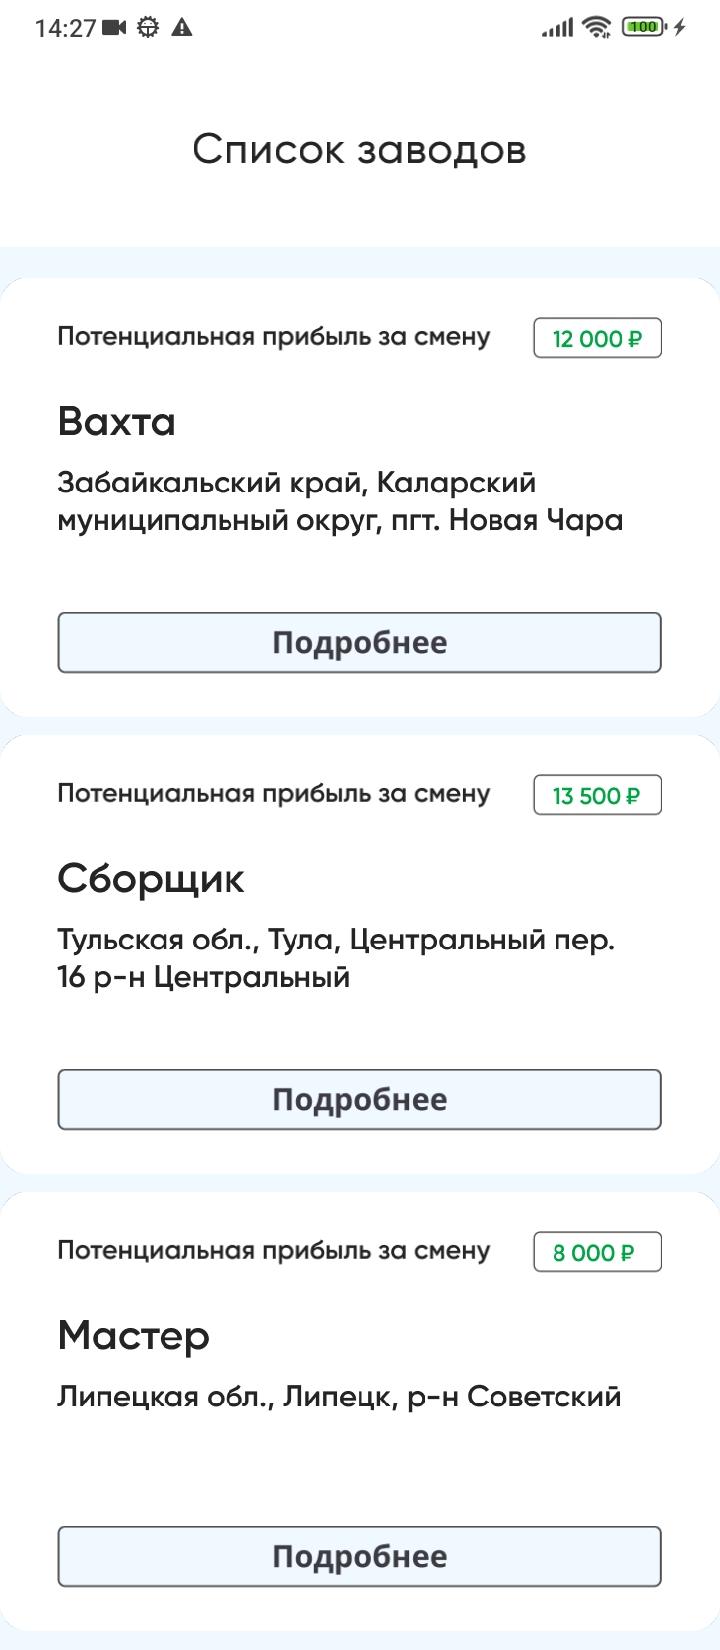 14:27
100
Список заводов
Потенциальная прибыль за смену
12 000 ₽
Вахта
Забайкальский край, Каларский
муниципальный округ, пгт. Новая Чара
Подробнее
Потенциальная прибыль за смену
13 500 ₽
Сборщик
Тульская обл., Тула, Центральный пер.
16 р-н Центральный
Подробнее
Потенциальная прибыль за смену
8 000 ₽
Мастер
Липецкая обл., Липецк, р-н Советский
Подробнее